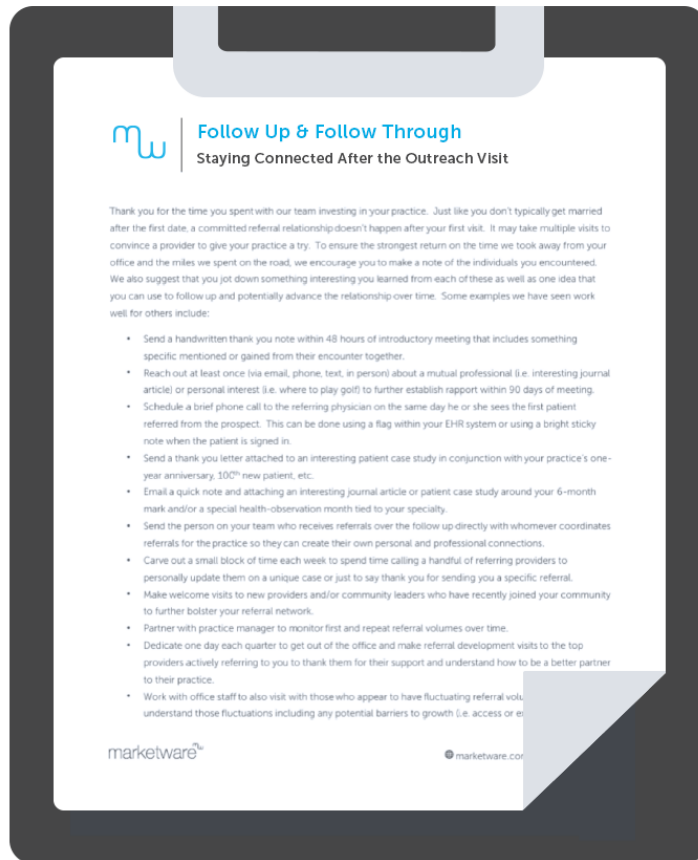 mw
Follow Up & Follow Through
Staying Connected After the Outreach Visit
Thank you for the time you spent with our team investing in your practice. Just like you don't typically get married
after the first date, a committed referral relationship doesn't happen after your first visit. It may take multiple visits to
convince a provider to give your practice a try. To ensure the strongest return on the time we took away from your
office and the miles we spent on the road, we encourage you to make a note of the individuals you encountered.
We also suggest that you jot down something interesting you learned from each of these as well as one idea that
you can use to follow up and potentially advance the relationship over time. Some examples we have seen work
well for others include:
• Send a handwritten thank you note within 48 hours of introductory meeting that includes something
specific mentioned or gained from their encounter together.
• Reach out at least once (via email, phone, text, in person) about a mutual professional (i.e. interesting journal
article) or personal interest (i.e. where to play golf) to further establish rapport within 90 days of meeting.
• Schedule a brief phone call to the referring physician on the same day he or she sees the first patient
referred from the prospect. This can be done using a flag within your EHR system or using a bright sticky
note when the patient is signed in.
• Send a thank you letter attached to an interesting patient case study in conjunction with your practice's one-
year anniversary, 100th new patient, etc.
• Email a quick note and attaching an interesting journal article or patient case study around your 6-month
mark and/or a special health-observation month tied to your specialty.
• Send the person on your team who receives referrals over the follow up directly with whomever coordinates
referrals for the practice so they can create their own personal and professional connections.
• Carve out a small block of time each week to spend time calling a handful of referring providers to
personally update them on a unique case or just to say thank you for sending you a specific referral.
• Make welcome visits to new providers and/or community leaders who have recently joined your community
to further bolster your referral network.
• Partner with practice manager to monitor first and repeat referral volumes over time.
• Dedicate one day each quarter to get out of the office and make referral development visits to the top
providers actively referring to you to thank them for their support and understand how to be a better partner
to their practice.
• Work with office staff to also visit with those who appear to have fluctuating referral
understand those fluctuations including any potential barriers to growth (i.e. access or
marketware mw
marketware.co